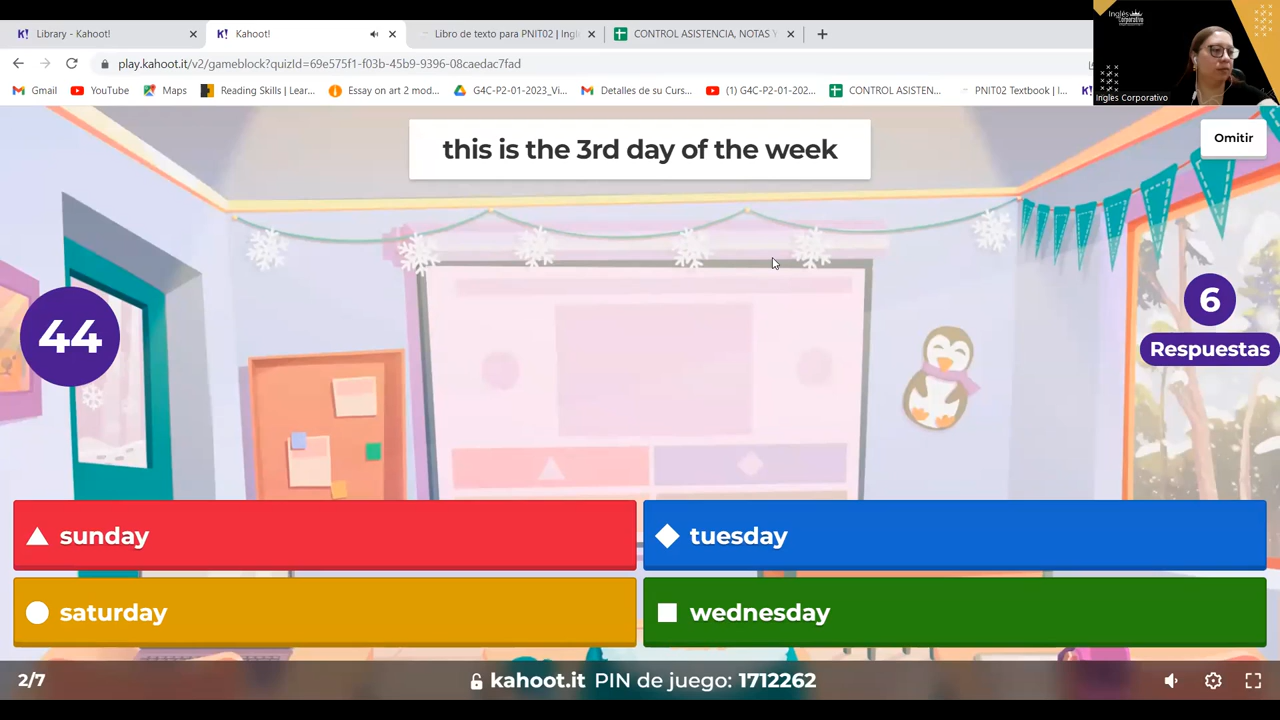 Library - Kahoot!
Kahoot!
Libro de texto para PNIT02 | Ingl
CONTROL ASISTENCIA, NOTAS Y
play.kahoot.it/v2/gameblock?quizId=69e575f1-f03b-45b9-9396-08caedac7fad
Gmail
YouTube
Maps
Reading Skills | Lear...
Essay on art 2 mod...
G4C-P2-01-2023_Vi...
Detalles de su Curs...
(1) G4C-P2-01-202...
CONTROL ASISTEN...
PNIT02 Textbook | I...
K!
Inglés
Corporativo
Ingles Corporativo
this is the 3rd day of the week
Omitir
44
6
Respuestas
sunday
tuesday
saturday
wednesday
2/7
kahoot.it PIN de juego: 1712262